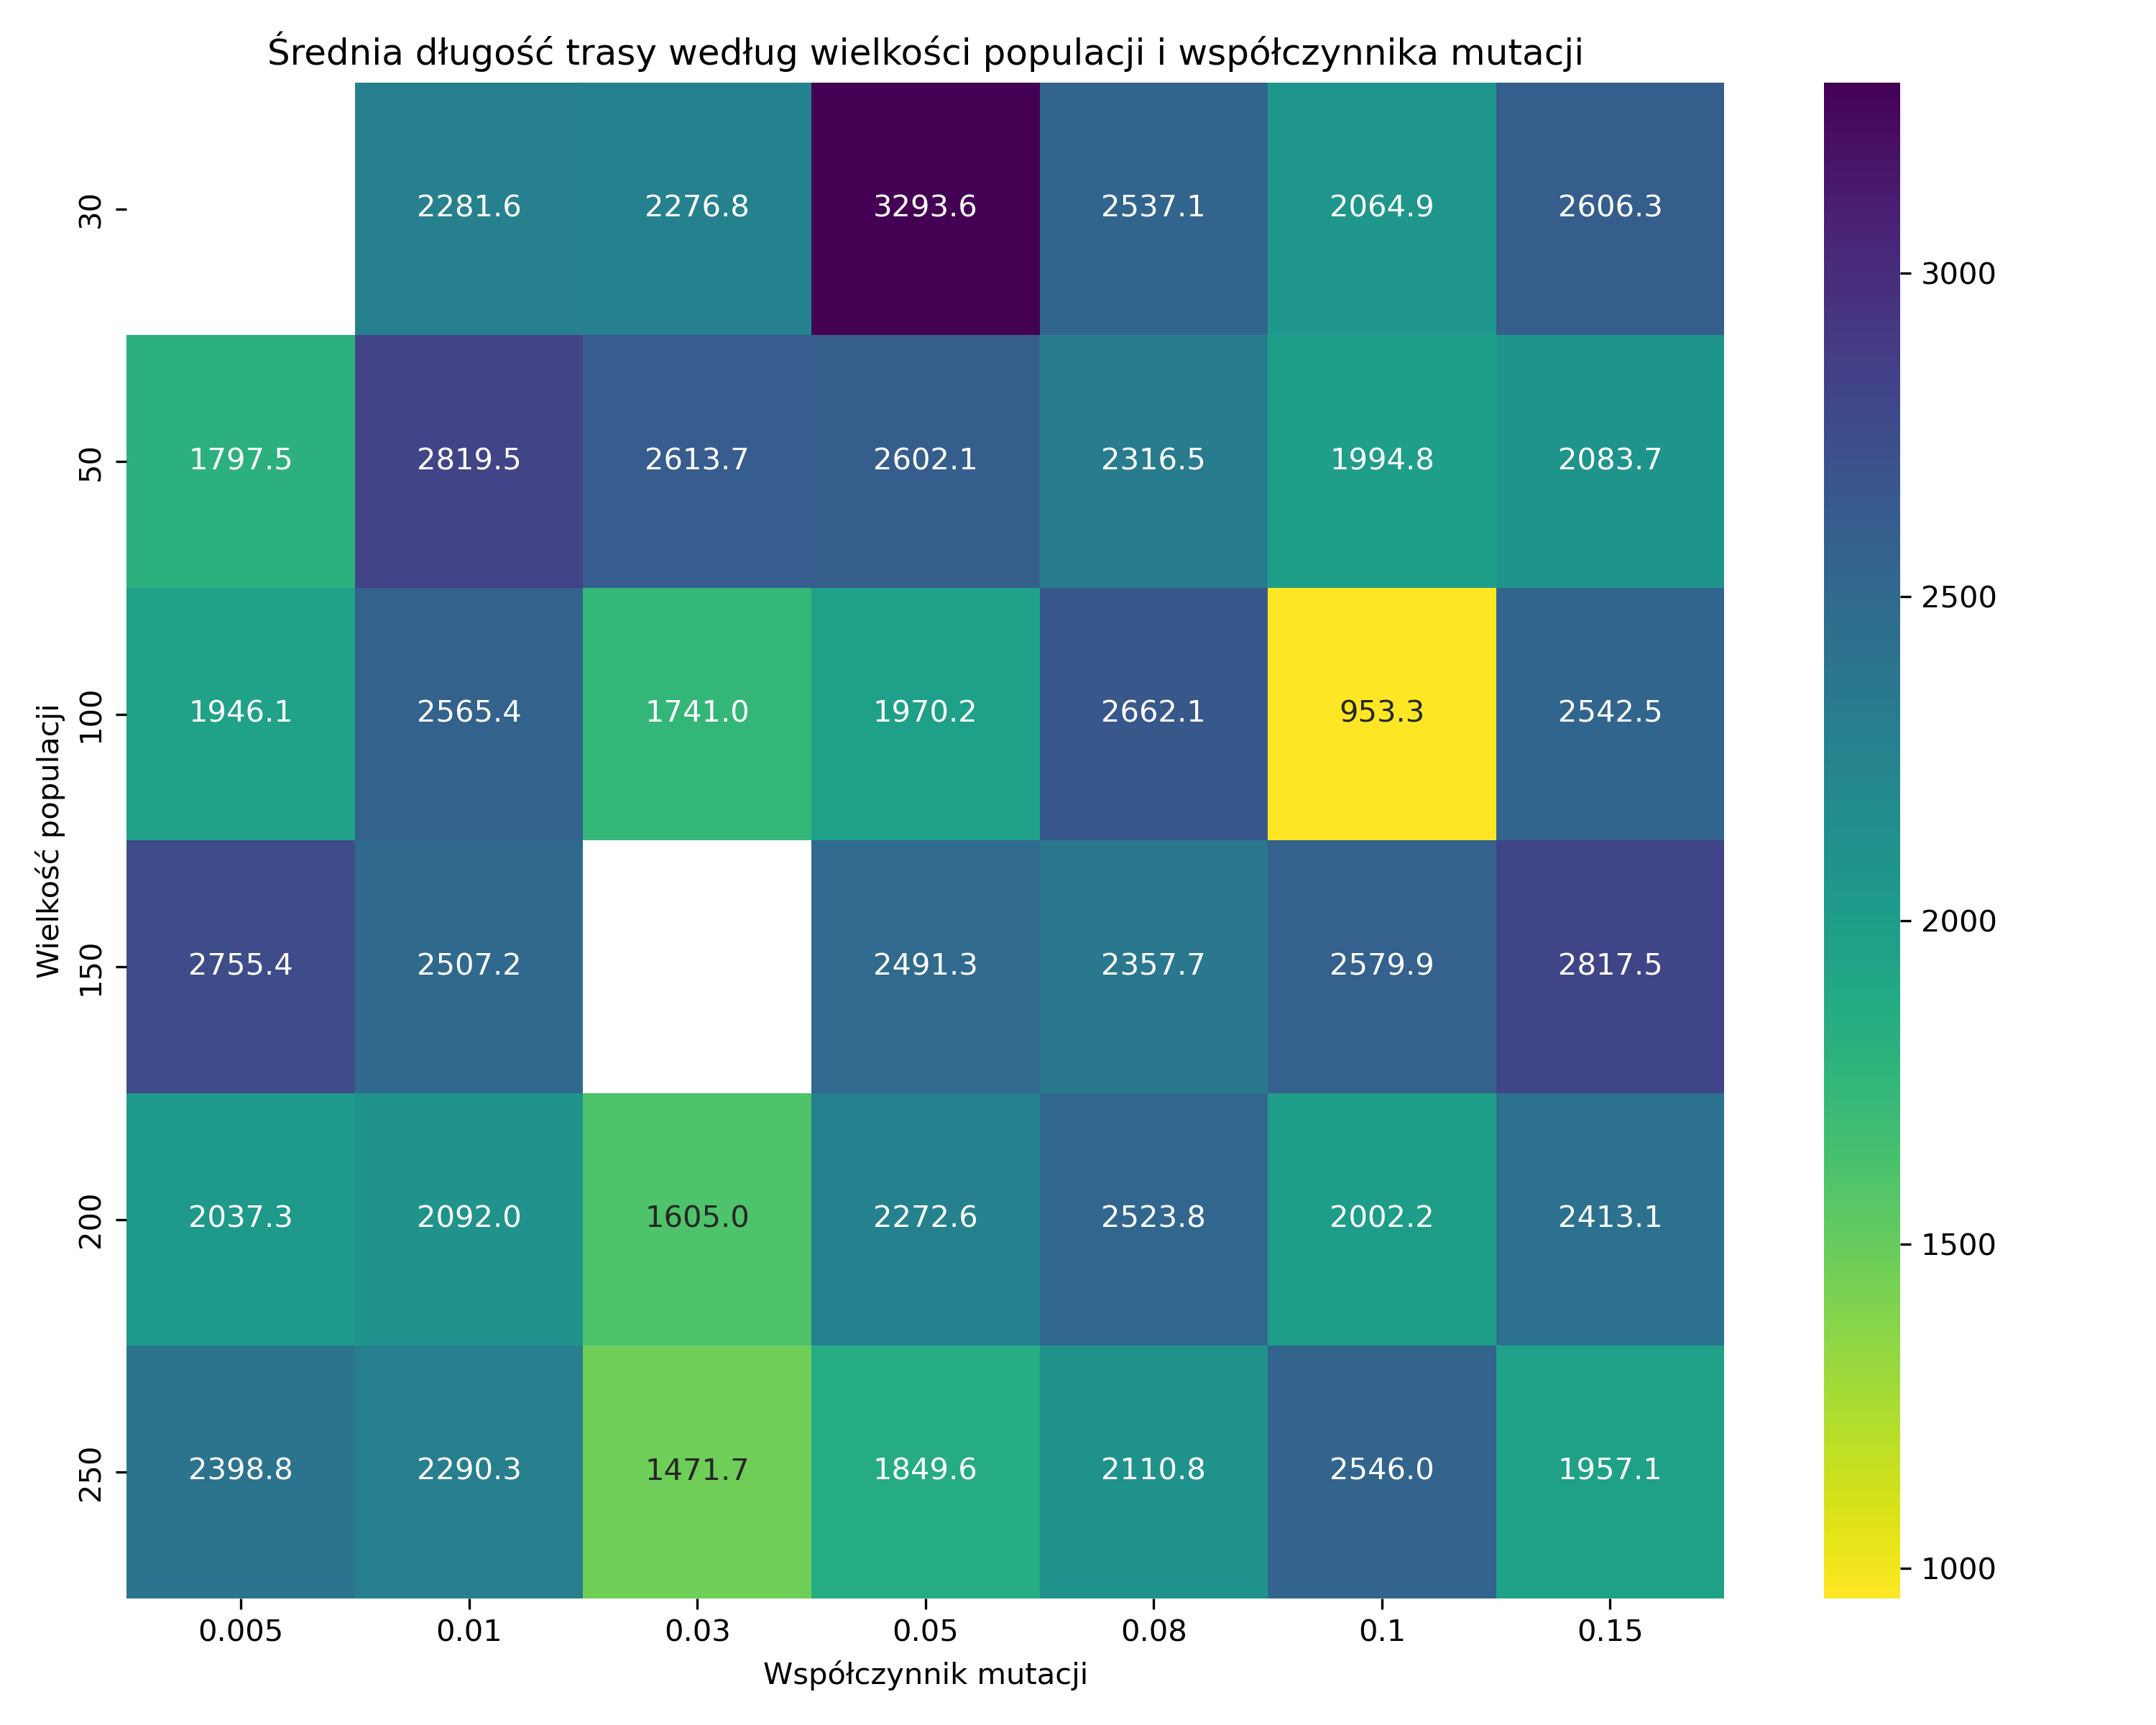 Średnia długość trasy według wielkości populacji i współczynnika mutacji
Wielkość populacji
30
2281.6 2276.8 3293.6 2537.1 2064.9 2606.3
50
1797.5 2819.5 2613.7 2602.1 2316.5 1994.8 2083.7
100
1946.1 2565.4 1741.0 1970.2 2662.1 953.3 2542.5
150
2755.4 2507.2 2491.3 2357.7 2579.9 2817.5
200
2037.3 2092.0 1605.0 2272.6 2523.8 2002.2 2413.1
250
2398.8 2290.3 1471.7 1849.6 2110.8 2546.0 1957.1
0.005 0.01 0.03 0.05 0.08 0.1 0.15
Współczynnik mutacji
3000
2500
2000
1500
1000